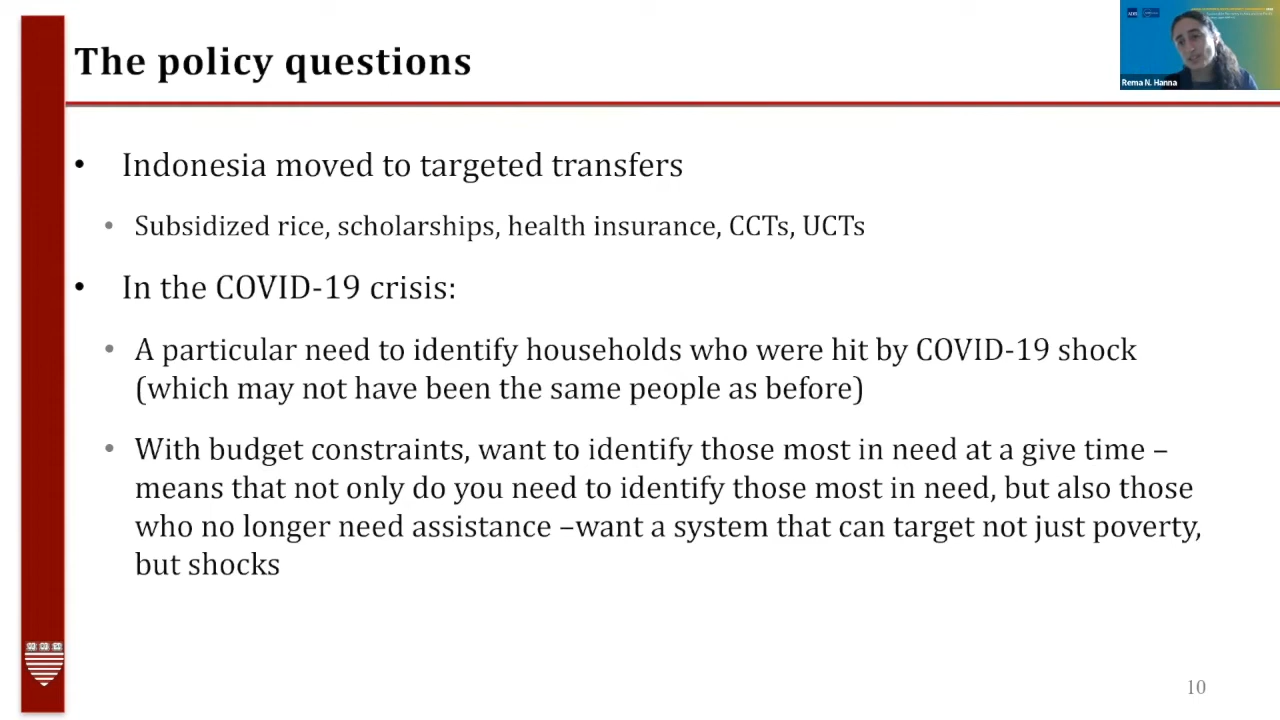 The policy questions
Rema N. Hanna
• Indonesia moved to targeted transfers
• Subsidized rice, scholarships, health insurance, CCTs, UCTs
• In the COVID-19 crisis:
• A particular need to identify households who were hit by COVID-19 shock
(which may not have been the same people as before)
• With budget constraints, want to identify those most in need at a give time –
means that not only do you need to identify those most in need, but also those
who no longer need assistance –want a system that can target not just poverty,
but shocks
10